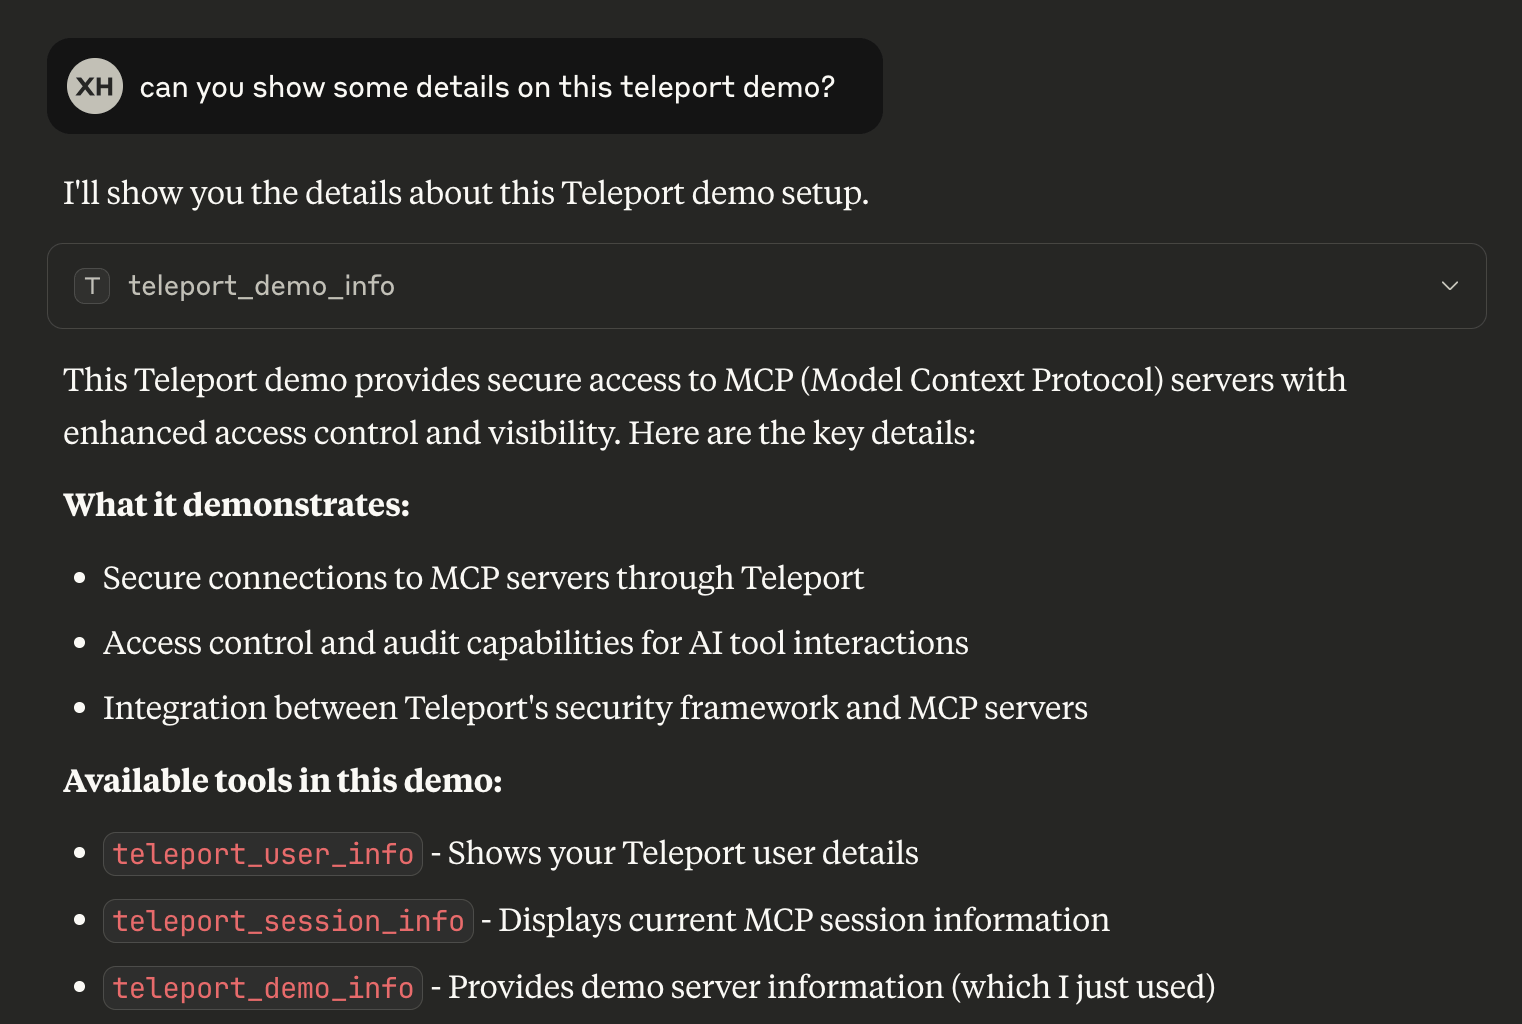 XH can you show some details on this teleport demo?
I'll show you the details about this Teleport demo setup.
T teleport_demo_info
This Teleport demo provides secure access to MCP (Model Context Protocol) servers with
enhanced access control and visibility. Here are the key details:
What it demonstrates:
• Secure connections to MCP servers through Teleport
• Access control and audit capabilities for AI tool interactions
• Integration between Teleport's security framework and MCP servers
Available tools in this demo:
• teleport_user_info - Shows your Teleport user details
• teleport_session_info - Displays current MCP session information
• teleport_demo_info - Provides demo server information (which I just used)